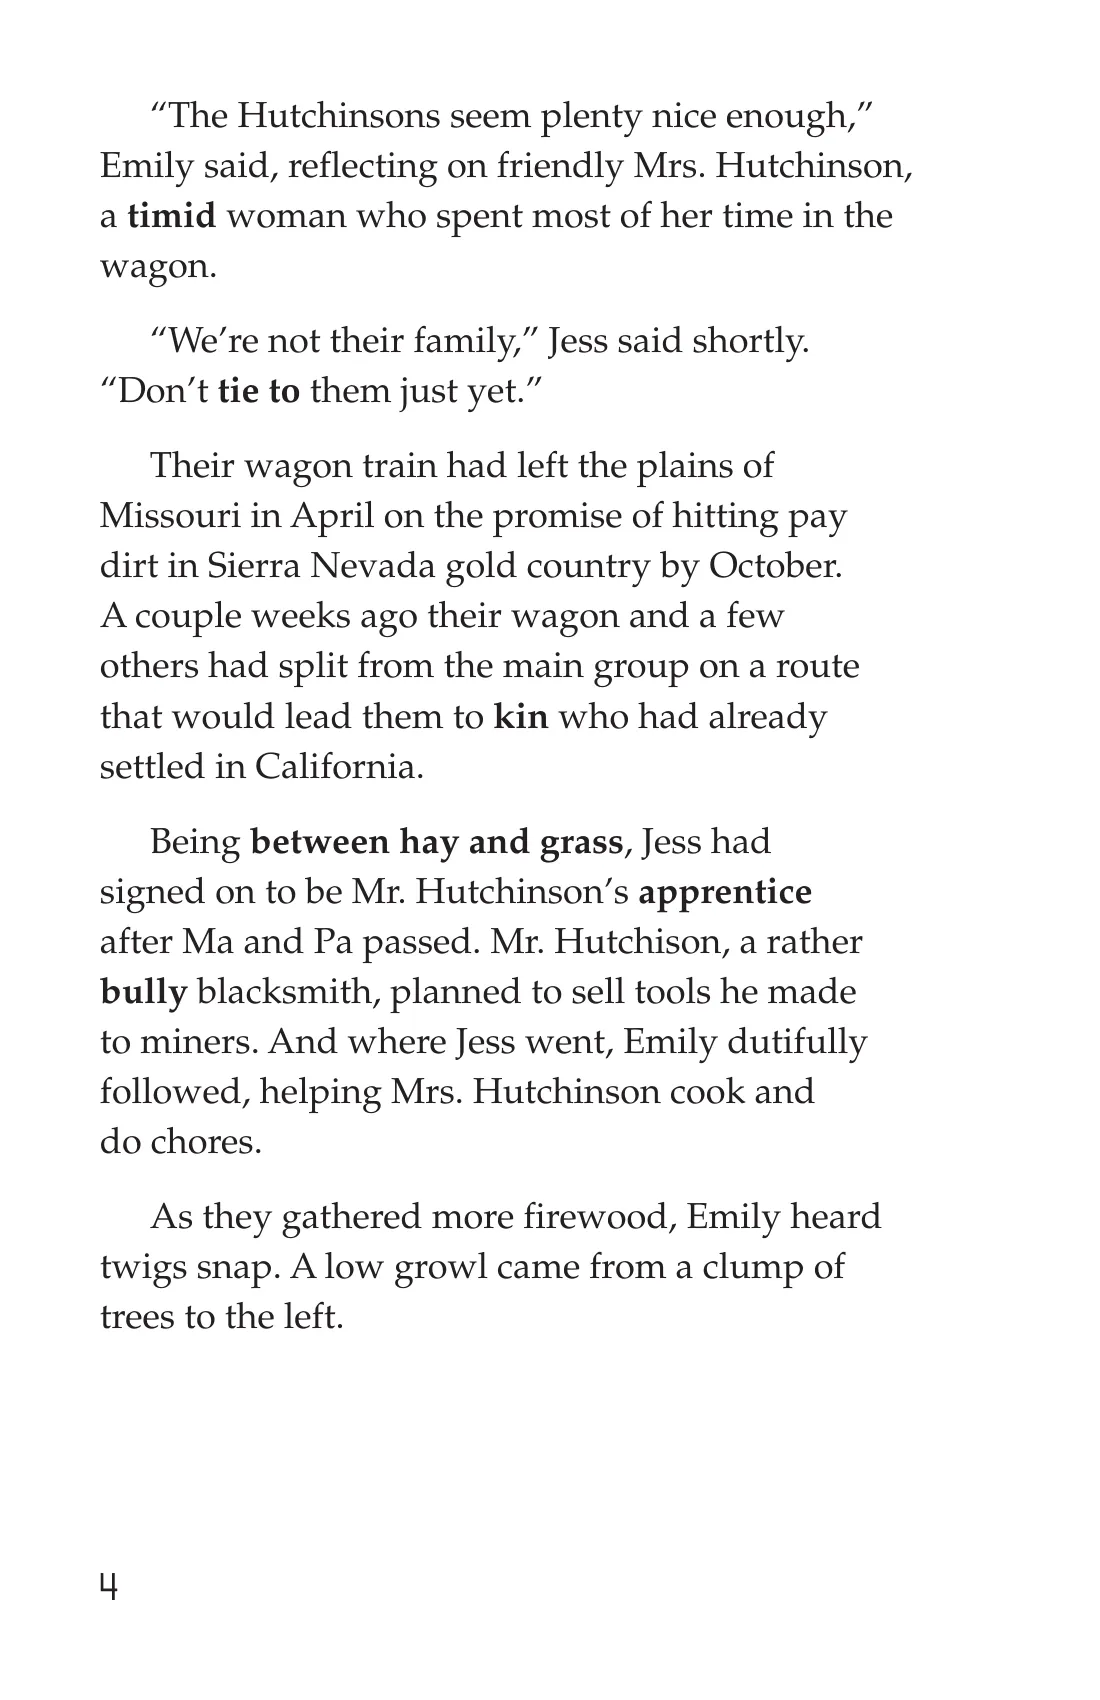 “The Hutchinsons seem plenty nice enough,”
Emily said, reflecting on friendly Mrs. Hutchinson,
a timid woman who spent most of her time in the
wagon.
“We’re not their family,” Jess said shortly.
“Don’t tie to them just yet.”
Their wagon train had left the plains of
Missouri in April on the promise of hitting pay
dirt in Sierra Nevada gold country by October.
A couple weeks ago their wagon and a few
others had split from the main group on a route
that would lead them to kin who had already
settled in California.
Being between hay and grass, Jess had
signed on to be Mr. Hutchinson’s apprentice
after Ma and Pa passed. Mr. Hutchison, a rather
bully blacksmith, planned to sell tools he made
to miners. And where Jess went, Emily dutifully
followed, helping Mrs. Hutchinson cook and
do chores.
As they gathered more firewood, Emily heard
twigs snap. A low growl came from a clump of
trees to the left.
4